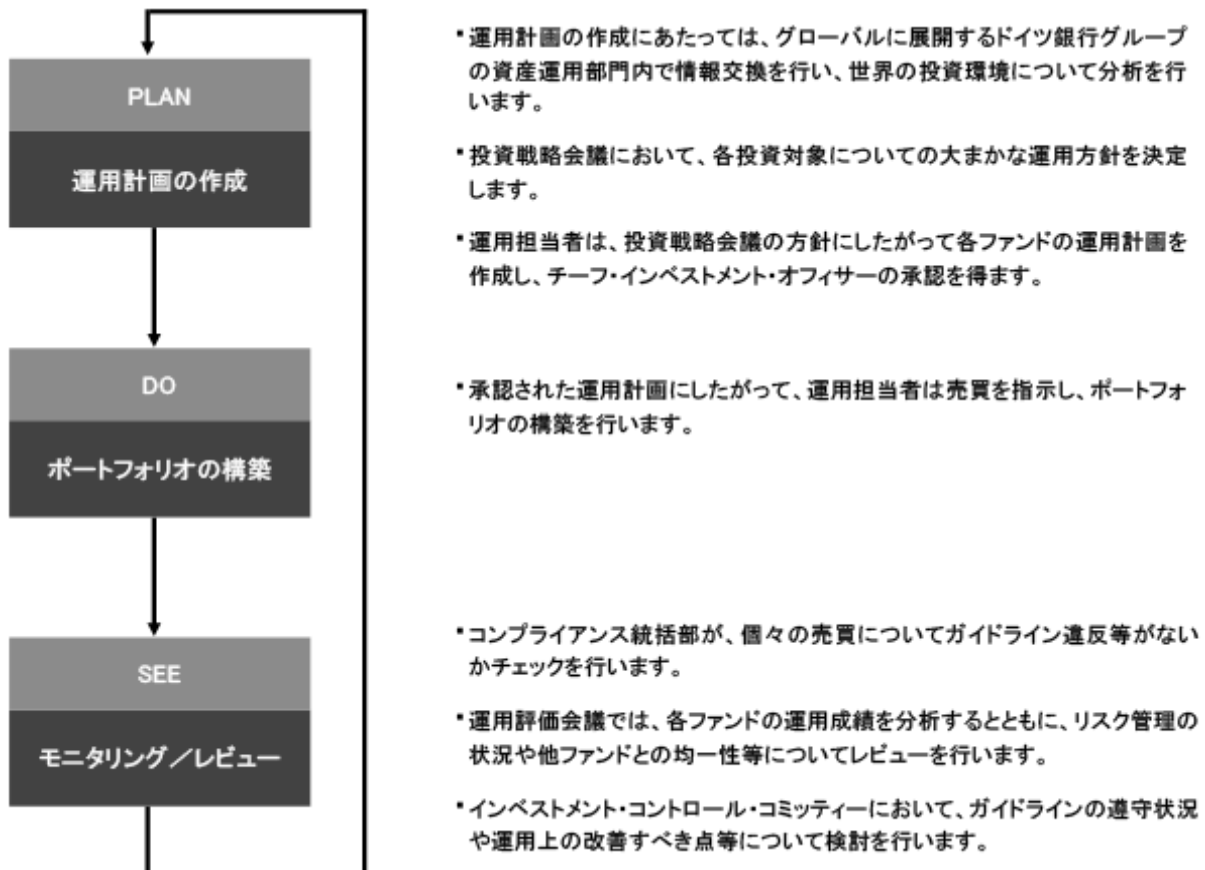 PLAN
運用計画の作成
▪運用計画の作成にあたっては、グローバルに展開するドイツ銀行グループ
の資産運用部門内で情報交換を行い、世界の投資環境について分析を行
います。
▪投資戦略会議において、各投資対象についての大まかな運用方針を決定
します。
▪運用担当者は、投資戦略会議の方針にしたがって各ファンドの運用計画を
作成し、チーフ・インベストメント・オフィサーの承認を得ます。
DO
ポートフォリオの構築
▪承認された運用計画にしたがって、運用担当者は売買を指示し、ポートフォ
リオの構築を行います。
SEE
モニタリング／レビュー
▪コンプライアンス統括部が、個々の売買についてガイドライン違反等がない
かチェックを行います。
▪運用評価会議では、各ファンドの運用成績を分析するとともに、リスク管理の
状況や他ファンドとの均一性等についてレビューを行います。
▪インベストメント・コントロール・コミッティーにおいて、ガイドラインの遵守状況
や運用上の改善すべき点等について検討を行います。